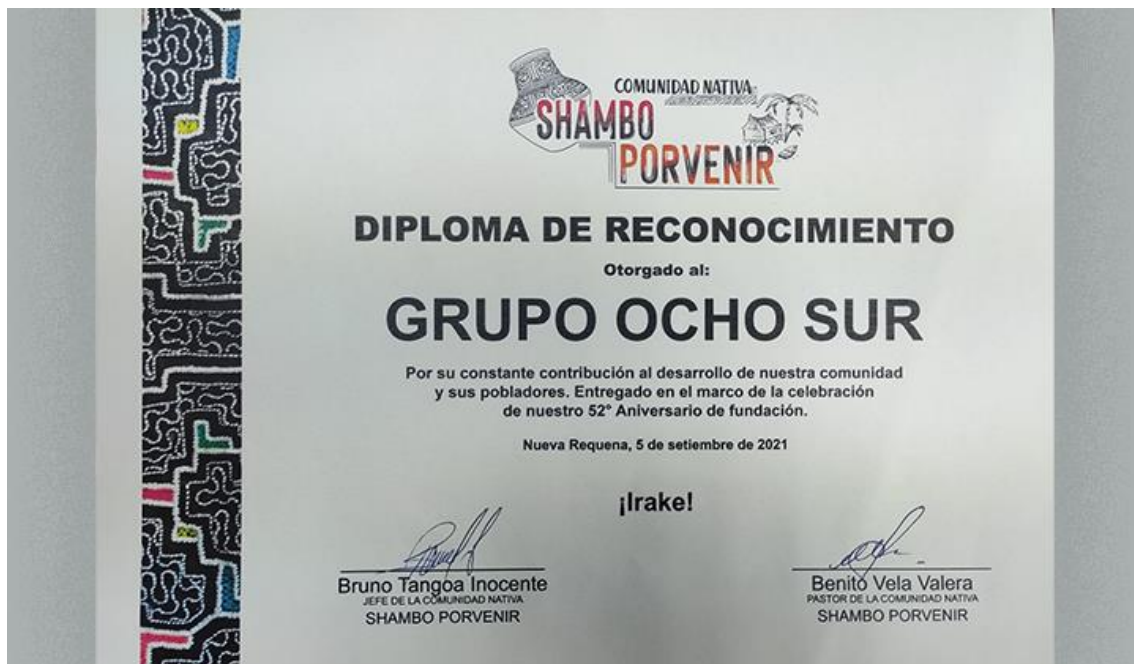 COMUNIDAD NATIVA
SHAMBO
PORVENIR
DIPLOMA DE RECONOCIMIENTO
Otorgado al:
GRUPO OCHO SUR
Por su constante contribución al desarrollo de nuestra comunidad
y sus pobladores. Entregado en el marco de la celebración
de nuestro 52° Aniversario de fundación.
Nueva Requena, 5 de setiembre de 2021
¡Irake!
Bruno Tangoa Inocente
JEFE DE LA COMUNIDAD NATIVA
SHAMBO PORVENIR
Benito Vela Valera
PASTOR DE LA COMUNIDAD NATIVA
SHAMBO PORVENIR